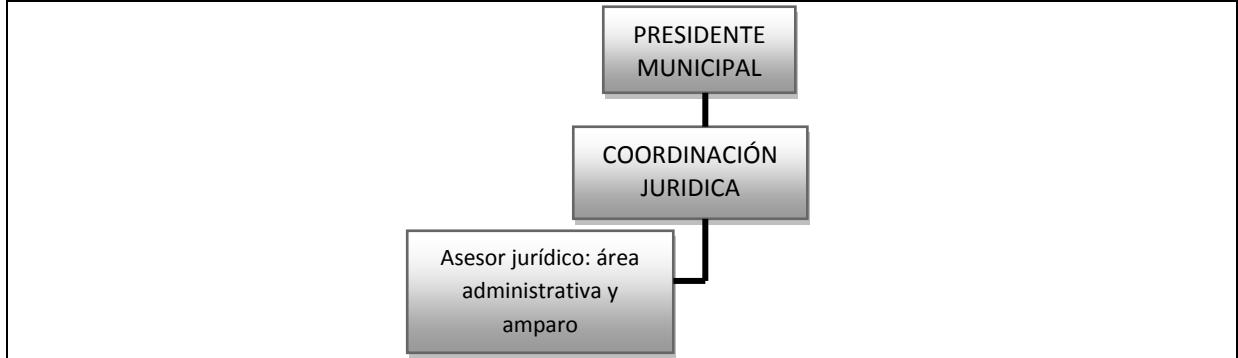 PRESIDENTE
MUNICIPAL
COORDINACIÓN
JURIDICA
Asesor jurídico: área
administrativa y
amparo